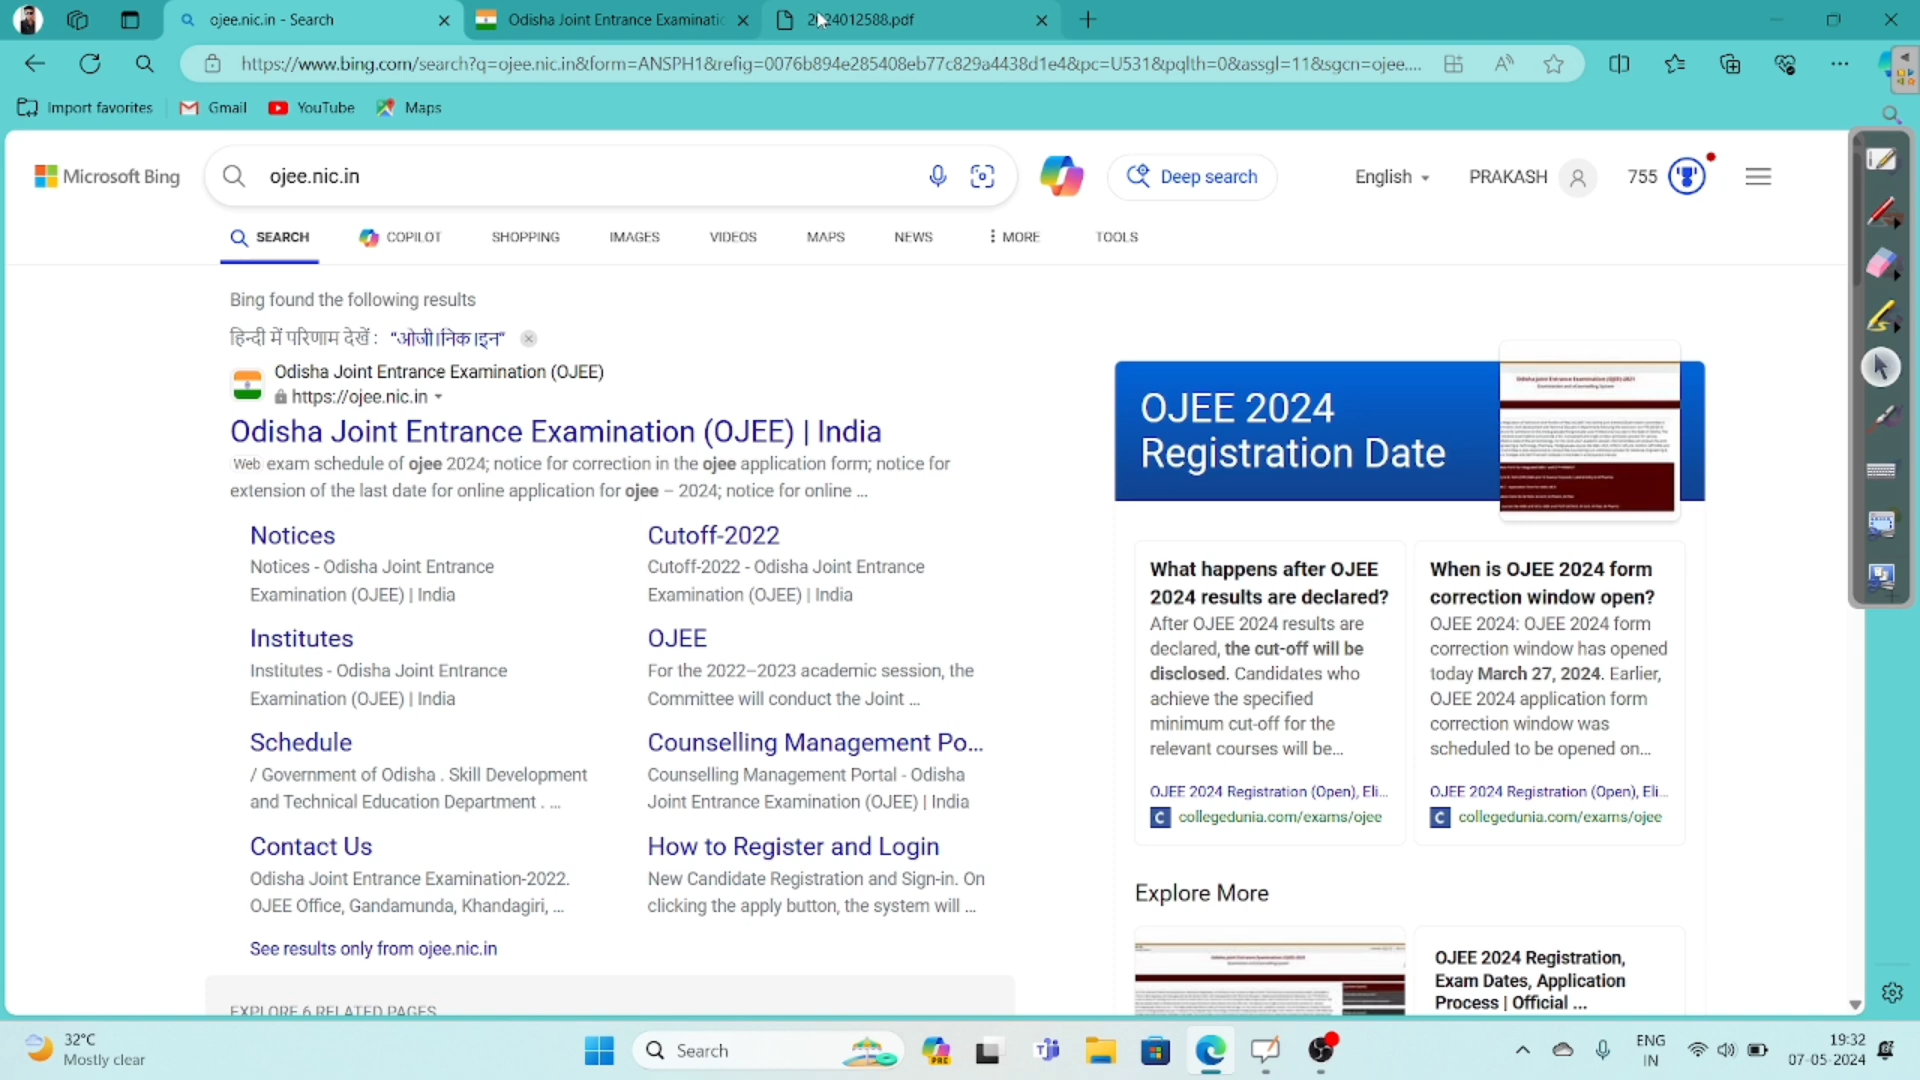 ojee.nic.in - Search
Odisha Joint Entrance Examinatic
2024012588.pdf
https://www.bing.com/search?q=ojee.nic.in&form=ANSPH1&refig=0076b894e285408eb77c829a4438d1e4&pc=U531&pqlth=0&assgl=11&sgcn=ojee....
Import favorites
Gmail
YouTube
Maps
Microsoft Bing
ojee.nic.in
Deep search
English
PRAKASH
755
SEARCH
COPILOT
SHOPPING
IMAGES
VIDEOS
MAPS
NEWS
MORE
TOOLS
Bing found the following results
हिन्दी में परिणाम देखें : "ओजी।निक।इन"
Odisha Joint Entrance Examination (OJEE)
https://ojee.nic.in
Odisha Joint Entrance Examination (OJEE) | India
Web exam schedule of ojee 2024; notice for correction in the ojee application form; notice for
extension of the last date for online application for ojee – 2024; notice for online ...
Notices
Notices - Odisha Joint Entrance
Examination (OJEE) | India
Cutoff-2022
Cutoff-2022 - Odisha Joint Entrance
Examination (OJEE) | India
Institutes
Institutes - Odisha Joint Entrance
Examination (OJEE) | India
OJEE
For the 2022–2023 academic session, the
Committee will conduct the Joint ...
Schedule
/ Government of Odisha . Skill Development
and Technical Education Department . ...
Counselling Management Po...
Counselling Management Portal - Odisha
Joint Entrance Examination (OJEE) | India
Contact Us
Odisha Joint Entrance Examination-2022.
OJEE Office, Gandamunda, Khandagiri, ...
How to Register and Login
New Candidate Registration and Sign-in. On
clicking the apply button, the system will ...
See results only from ojee.nic.in
EXPLORE 6 RELATED PAGES
OJEE 2024
Registration Date
What happens after OJEE
2024 results are declared?
After OJEE 2024 results are
declared, the cut-off will be
disclosed. Candidates who
achieve the specified
minimum cut-off for the
relevant courses will be...
OJEE 2024 Registration (Open), Eli...
collegedunia.com/exams/ojee
When is OJEE 2024 form
correction window open?
OJEE 2024: OJEE 2024 form
correction window has opened
today March 27, 2024. Earlier,
OJEE 2024 application form
correction window was
scheduled to be opened on...
OJEE 2024 Registration (Open), Eli...
collegedunia.com/exams/ojee
Explore More
OJEE 2024 Registration,
Exam Dates, Application
Process | Official ...
32°C
Mostly clear
Search
ENG
IN
19:32
07-05-2024